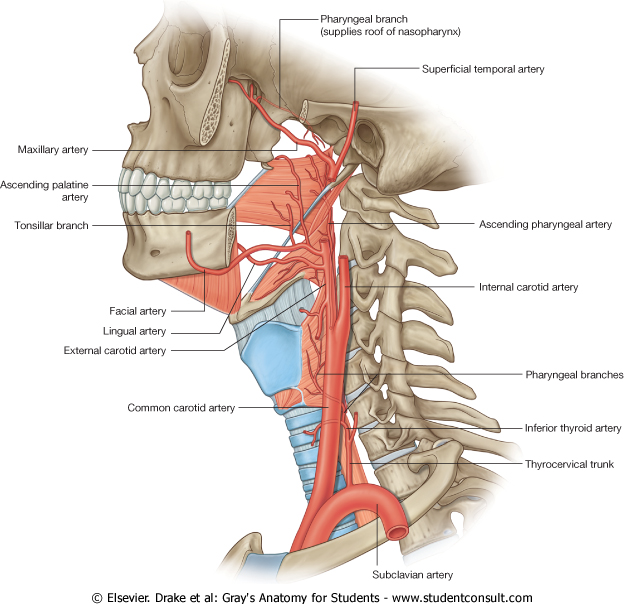 Pharyngeal branch
(supplies roof of nasopharynx)
Superficial temporal artery
Maxillary artery
Ascending palatine
artery
Tonsillar branch
Ascending pharyngeal artery
Internal carotid artery
Facial artery
Lingual artery
External carotid artery
Pharyngeal branches
Common carotid artery
Inferior thyroid artery
Thyrocervical trunk
Subclavian artery
© Elsevier. Drake et al: Gray's Anatomy for Students - www.studentconsult.com